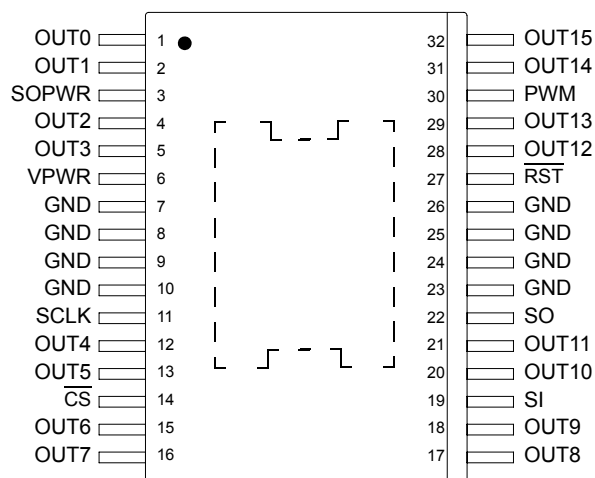 OUT0 1 32 OUT15
OUT1 2 31 OUT14
SOPWR 3 30 PWM
OUT2 4 29 OUT13
OUT3 5 28 OUT12
VPWR 6 27 R̅S̅T̅
GND 7 26 GND
GND 8 25 GND
GND 9 24 GND
GND 10 23 GND
SCLK 11 22 SO
OUT4 12 21 OUT11
OUT5 13 20 OUT10
C̅S̅ 14 19 SI
OUT6 15 18 OUT9
OUT7 16 17 OUT8